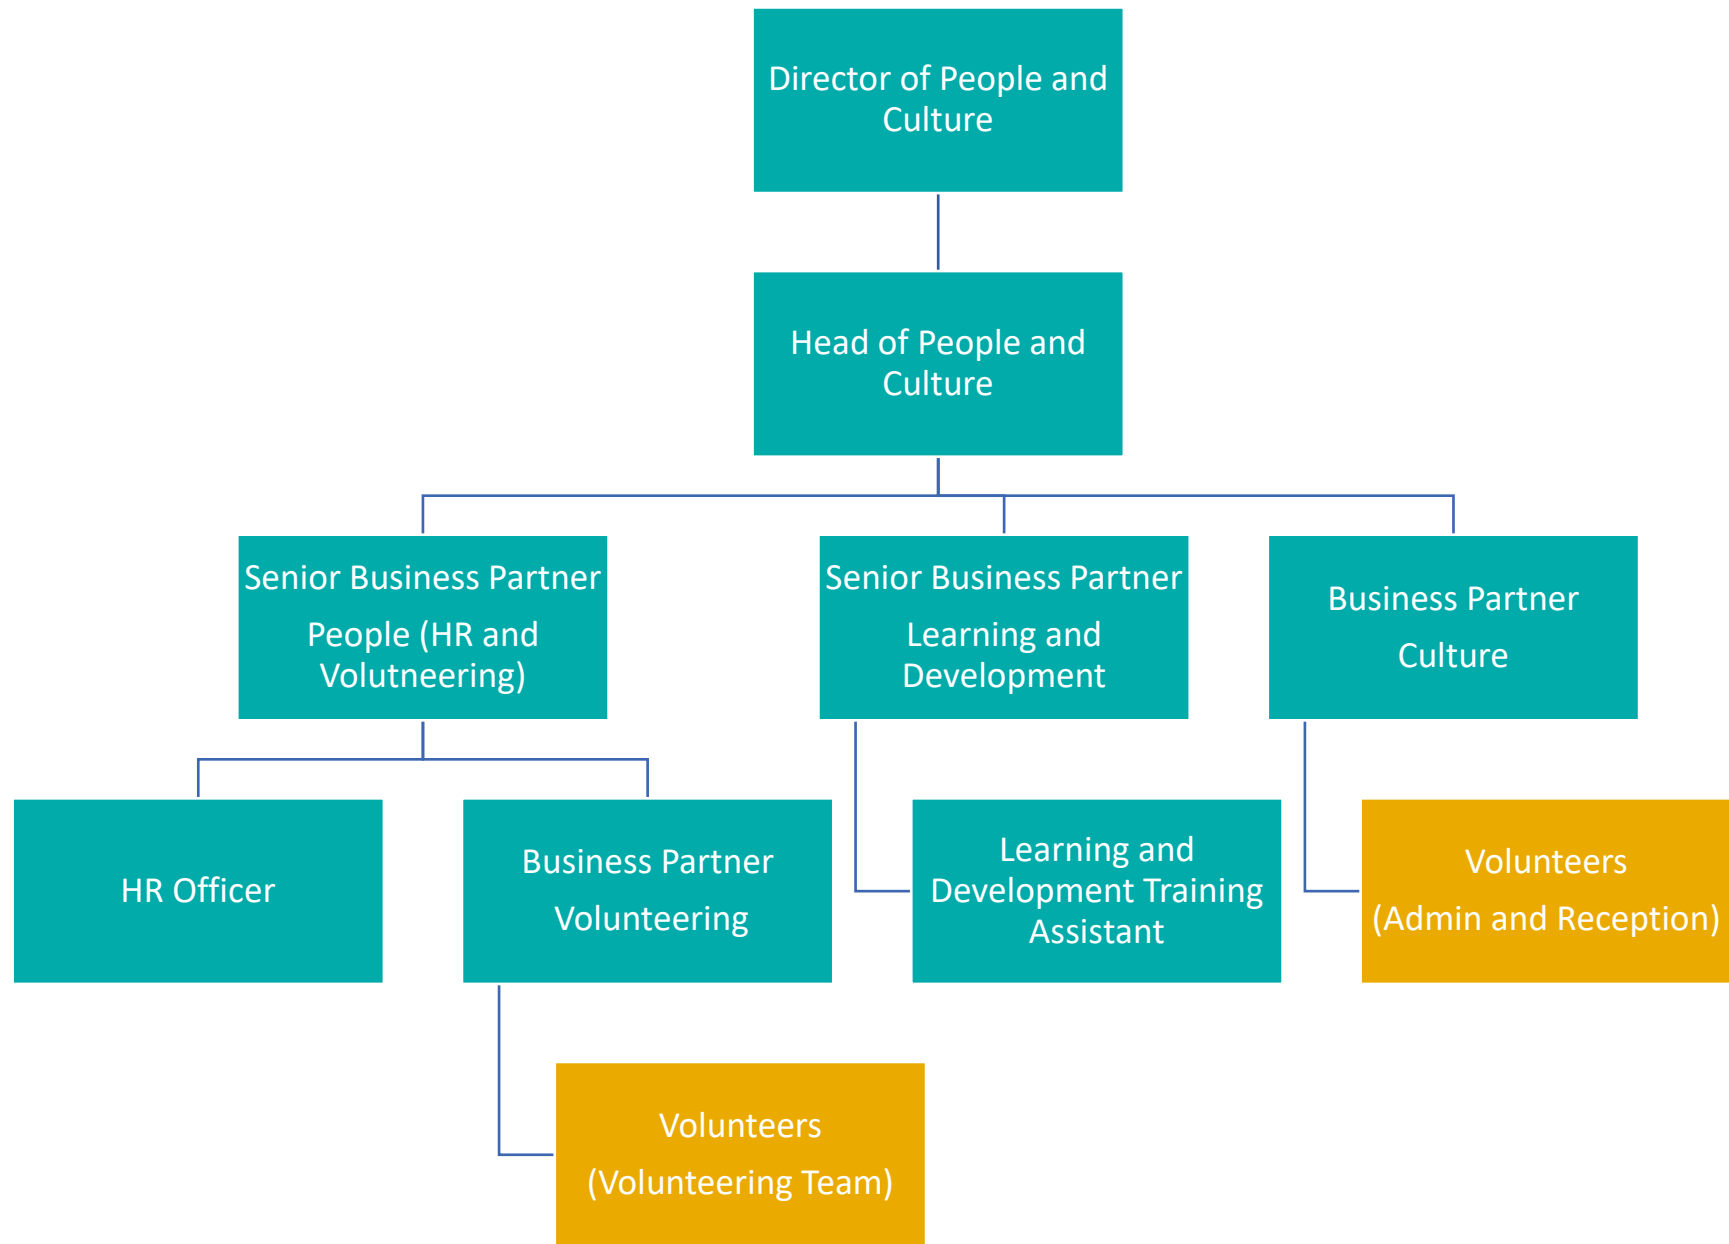 Director of People and
Culture
Head of People and
Culture
Senior Business Partner
People (HR and
Volutneering)
Senior Business Partner
Learning and
Development
Business Partner
Culture
HR Officer
Business Partner
Volunteering
Learning and
Development Training
Assistant
Volunteers
(Admin and Reception)
Volunteers
(Volunteering Team)